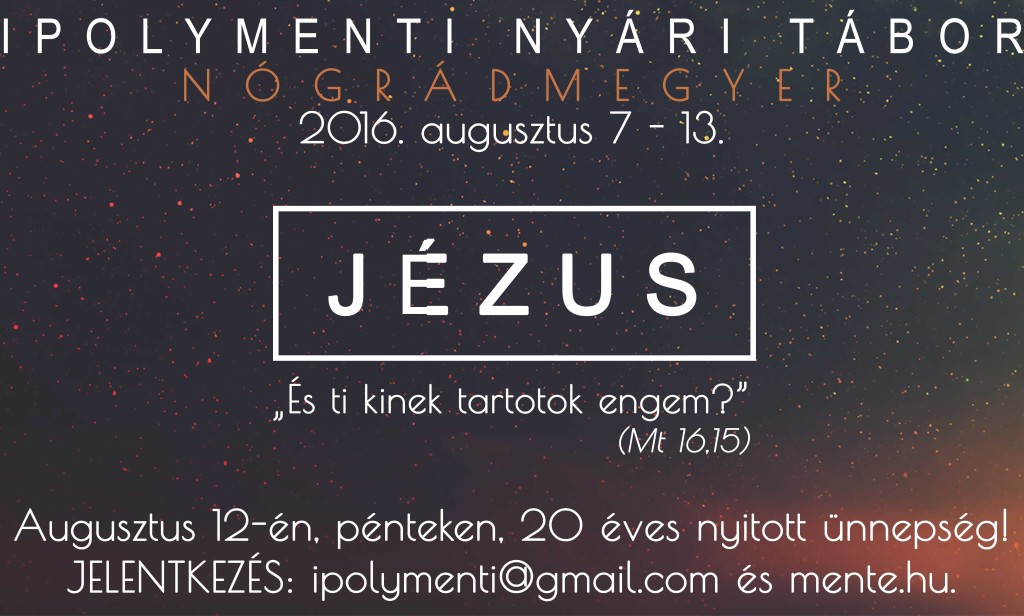 IPOLYMENTI NYÁRI TÁBOR
NÓGRÁDMEGYER
2016. augusztus 7 - 13.
JÉZUS
„És ti kinek tartotok engem?”
(Mt 16,15)
Augusztus 12-én, pénteken, 20 éves nyitott ünnepség!
JELENTKEZÉS: ipolymenti@gmail.com és mente.hu.